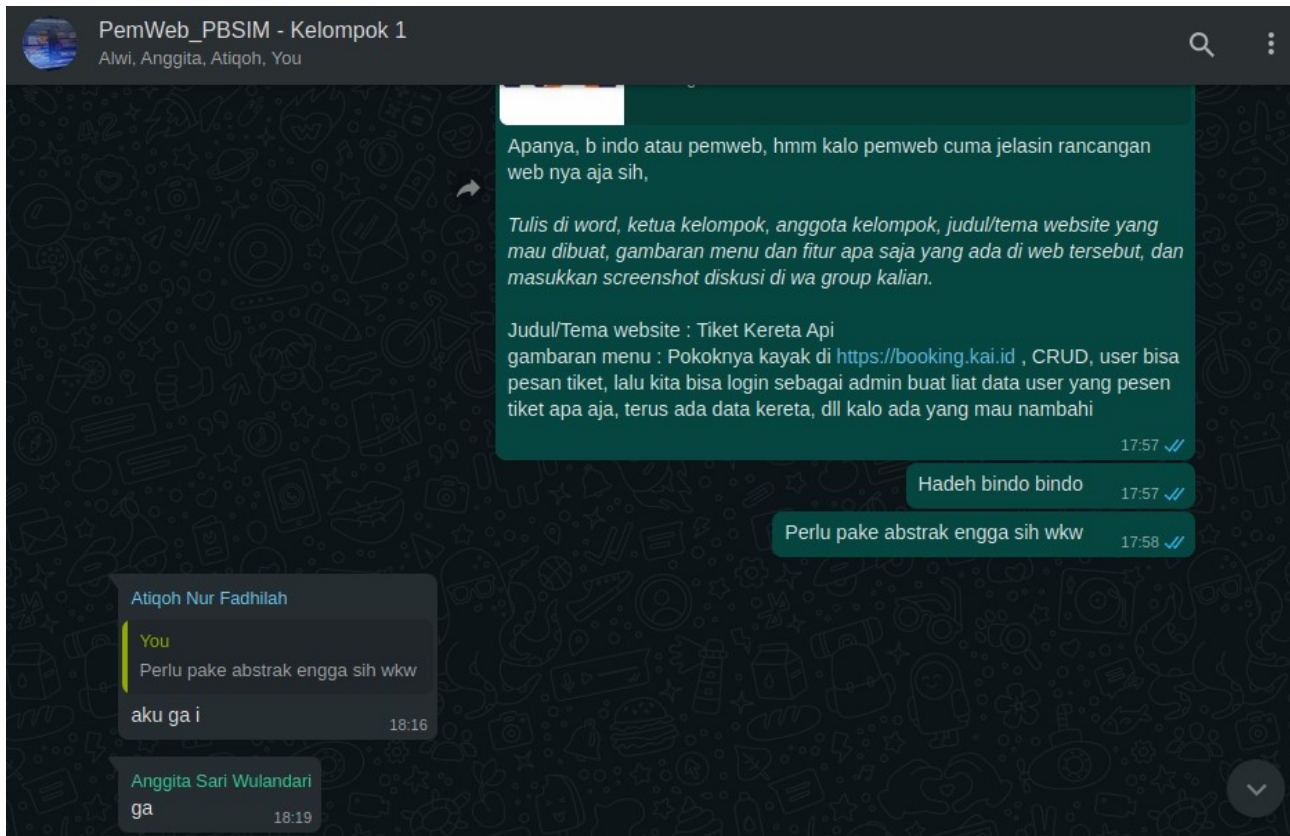 PemWeb_PBSIM - Kelompok 1
Alwi, Anggita, Atiqoh, You
Apanya, b indo atau pemweb, hmm kalo pemweb cuma jelasin rancangan
web nya aja sih,
Tulis di word, ketua kelompok, anggota kelompok, judul/tema website yang
mau dibuat, gambaran menu dan fitur apa saja yang ada di web tersebut, dan
masukkan screenshot diskusi di wa group kalian.
Judul/Tema website : Tiket Kereta Api
gambaran menu : Pokoknya kayak di https://booking.kai.id , CRUD, user bisa
pesan tiket, lalu kita bisa login sebagai admin buat liat data user yang pesen
tiket apa aja, terus ada data kereta, dll kalo ada yang mau nambahi
17:57
Hadeh bindo bindo
17:57
Perlu pake abstrak engga sih wkw
17:58
Atiqoh Nur Fadhilah
You
Perlu pake abstrak engga sih wkw
aku ga i
18:16
Anggita Sari Wulandari
ga
18:19